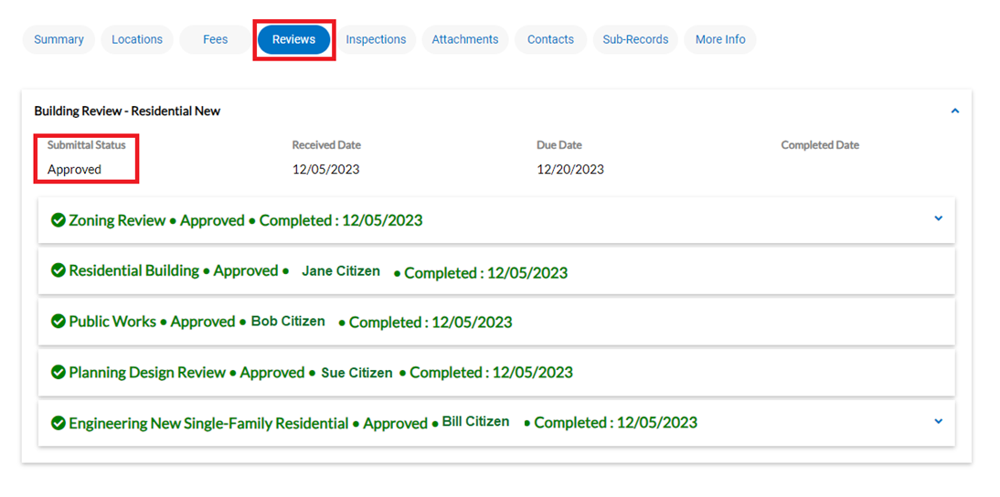 Summary Locations Fees Reviews Inspections Attachments Contacts Sub-Records More Info
Building Review - Residential New
Submittal Status Received Date Due Date Completed Date
Approved 12/05/2023 12/20/2023
Zoning Review • Approved • Completed : 12/05/2023
Residential Building • Approved • Jane Citizen • Completed : 12/05/2023
Public Works • Approved • Bob Citizen • Completed : 12/05/2023
Planning Design Review • Approved • Sue Citizen • Completed : 12/05/2023
Engineering New Single-Family Residential • Approved • Bill Citizen • Completed : 12/05/2023